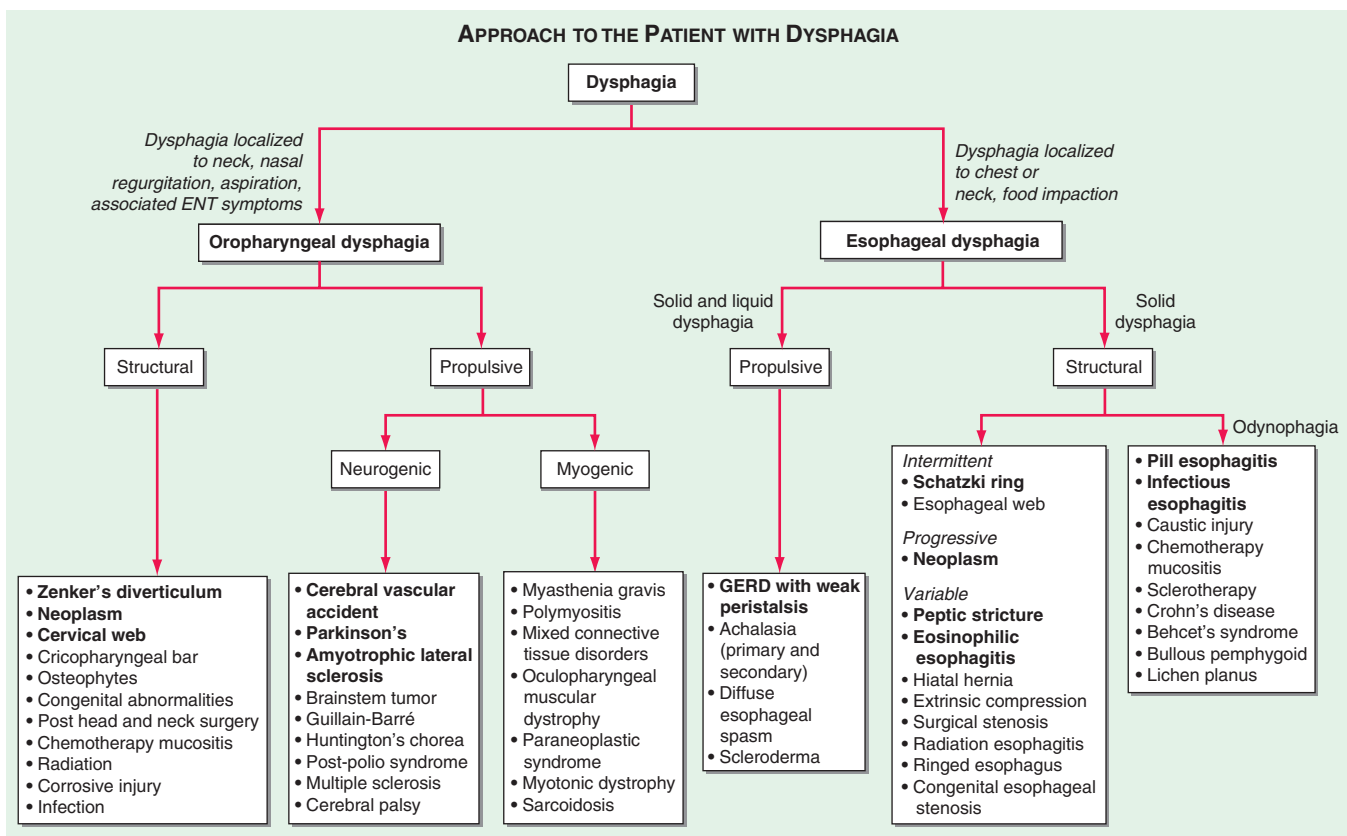 APPROACH TO THE PATIENT WITH DYSPHAGIA
Dysphagia
Dysphagia localized
to neck, nasal
regurgitation, aspiration,
associated ENT symptoms
Dysphagia localized
to chest or
neck, food impaction
Oropharyngeal dysphagia
Esophageal dysphagia
Solid and liquid
dysphagia
Solid
dysphagia
Structural
Propulsive
Propulsive
Structural
Odynophagia
Neurogenic
Myogenic
• Zenker's diverticulum
• Neoplasm
• Cervical web
• Cricopharyngeal bar
• Osteophytes
• Congenital abnormalities
• Post head and neck surgery
• Chemotherapy mucositis
• Radiation
• Corrosive injury
• Infection
• Cerebral vascular
accident
• Parkinson's
• Amyotrophic lateral
sclerosis
• Brainstem tumor
• Guillain-Barré
• Huntington's chorea
• Post-polio syndrome
• Multiple sclerosis
• Cerebral palsy
• Myasthenia gravis
• Polymyositis
• Mixed connective
tissue disorders
• Oculopharyngeal
muscular
dystrophy
• Paraneoplastic
syndrome
• Myotonic dystrophy
• Sarcoidosis
• GERD with weak
peristalsis
• Achalasia
(primary and
secondary)
• Diffuse
esophageal
spasm
• Scleroderma
Intermittent
• Schatzki ring
• Esophageal web
Progressive
• Neoplasm
Variable
• Peptic stricture
• Eosinophilic
esophagitis
• Hiatal hernia
• Extrinsic compression
• Surgical stenosis
• Radiation esophagitis
• Ringed esophagus
• Congenital esophageal
stenosis
• Pill esophagitis
• Infectious
esophagitis
• Caustic injury
• Chemotherapy
mucositis
• Sclerotherapy
• Crohn's disease
• Behcet's syndrome
• Bullous pemphygoid
• Lichen planus